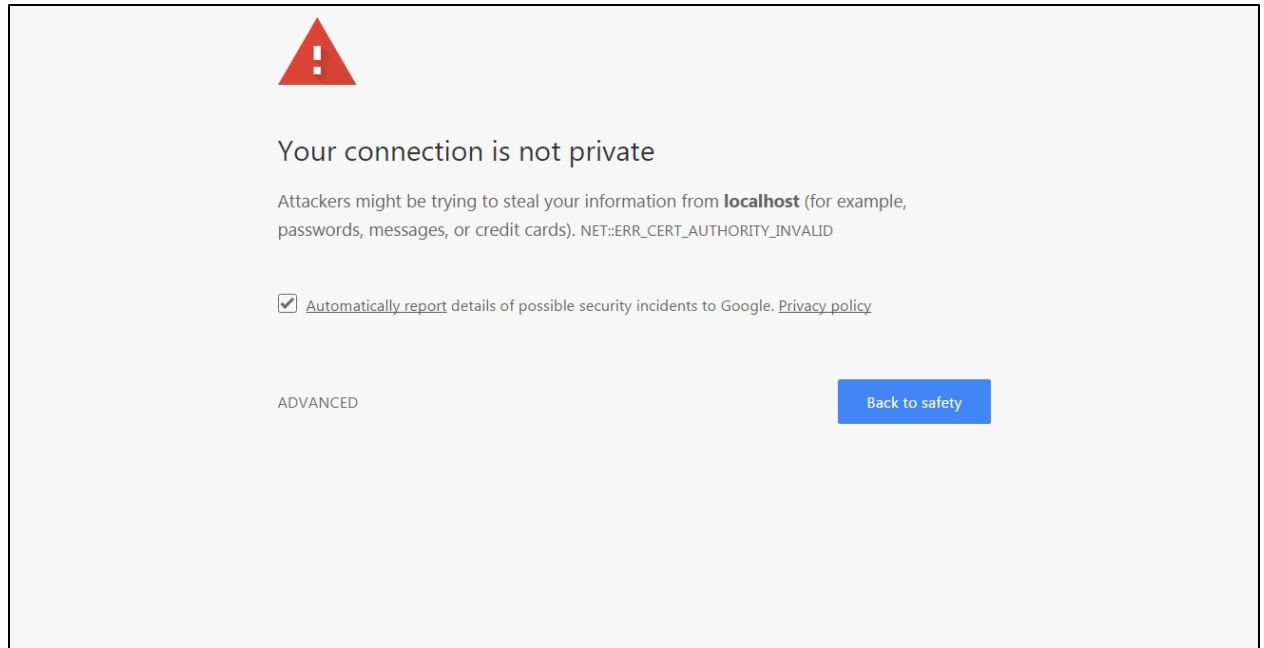 Your connection is not private
Attackers might be trying to steal your information from localhost (for example,
passwords, messages, or credit cards). NET::ERR_CERT_AUTHORITY_INVALID
Automatically report details of possible security incidents to Google. Privacy policy
ADVANCED
Back to safety